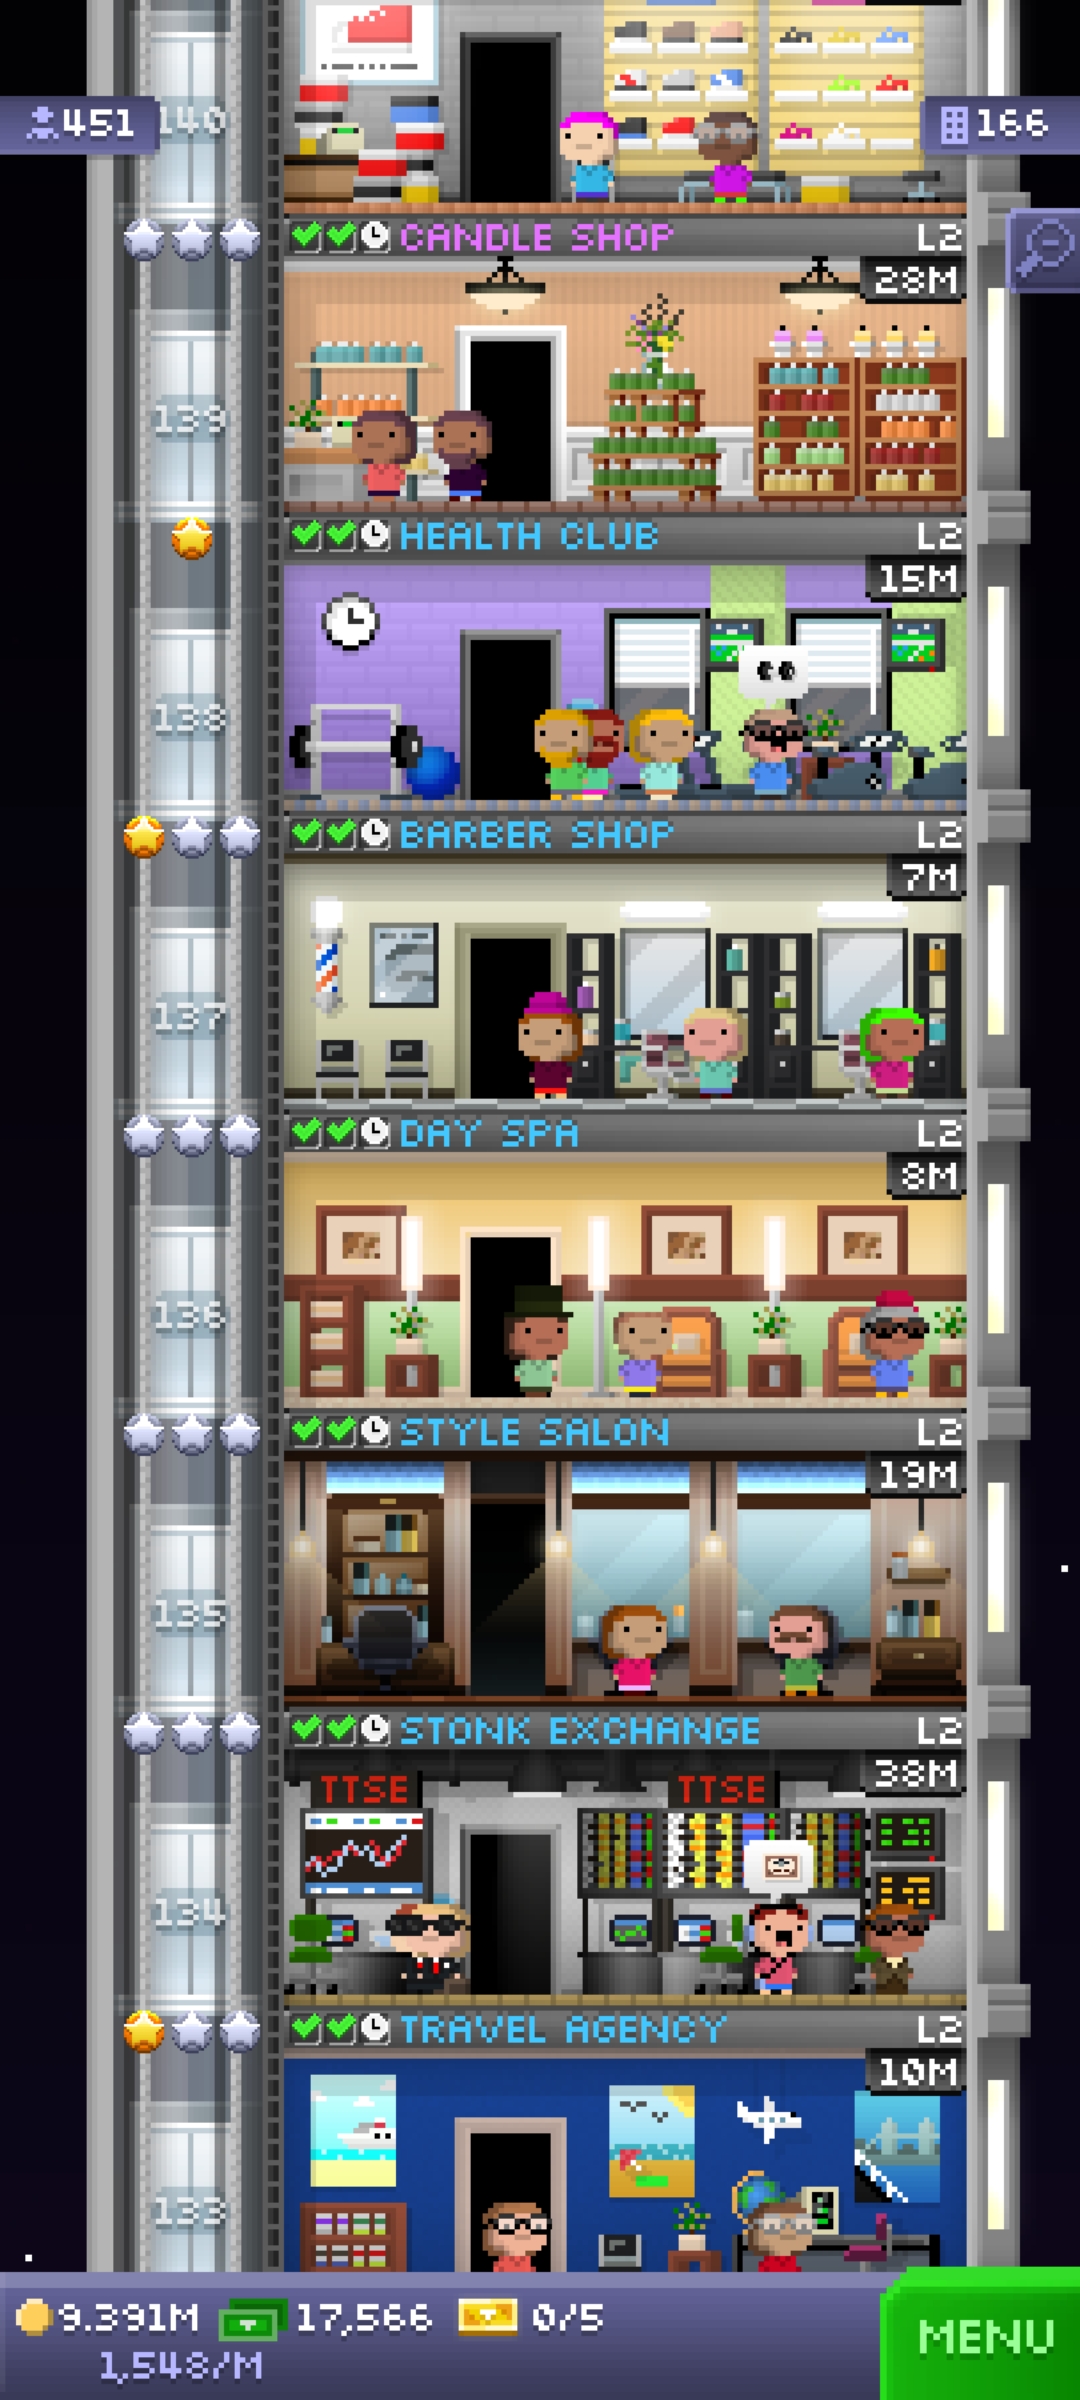 451
140
166
CANDLE SHOP L2
28M
139
HEALTH CLUB L2
15M
138
BARBER SHOP L2
7M
137
DAY SPA L2
8M
136
STYLE SALON L2
19M
135
STONK EXCHANGE L2
38M
TTSE TTSE
134
TRAVEL AGENCY L2
10M
133
9.391M 17,566 0/5
1,548/M
MENU